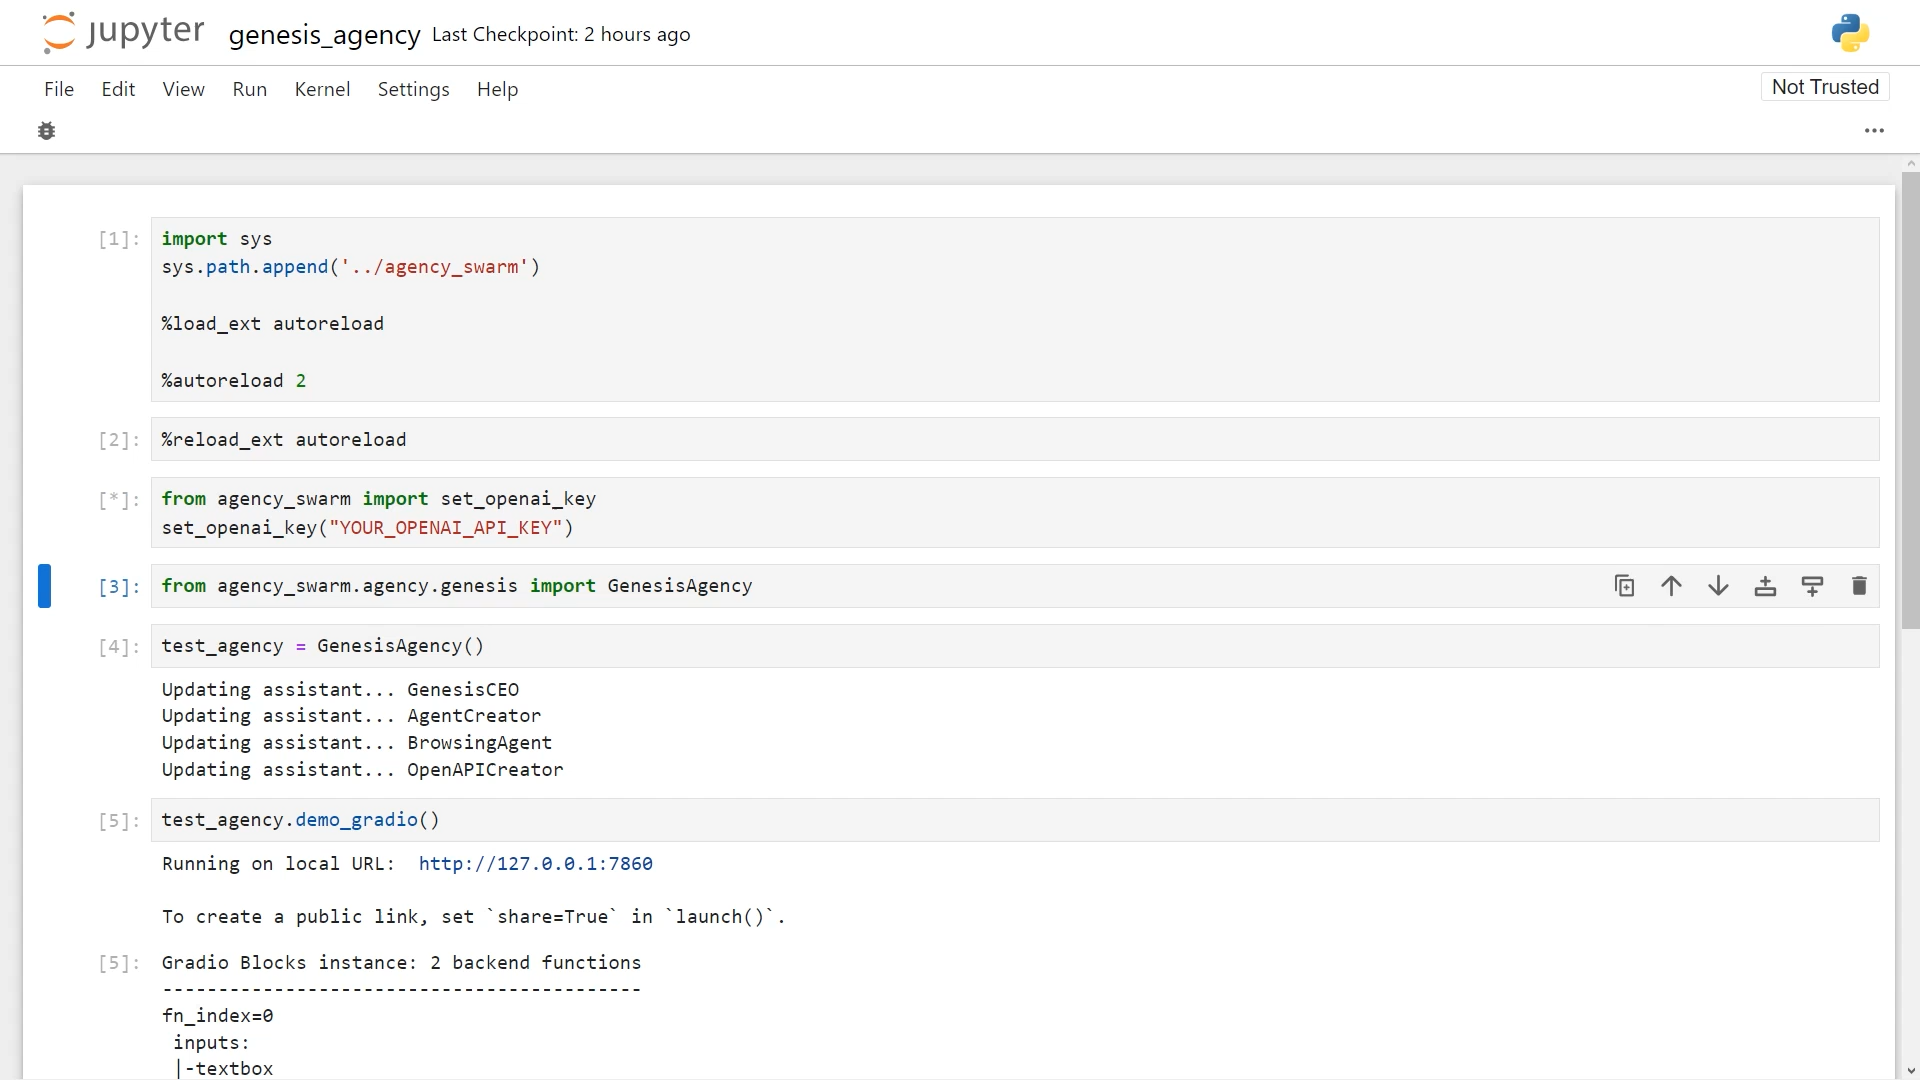 jupyter genesis_agency Last Checkpoint: 2 hours ago
File Edit View Run Kernel Settings Help Not Trusted
[1]: import sys
sys.path.append('../agency_swarm')
%load_ext autoreload
%autoreload 2
[2]: %reload_ext autoreload
[*]: from agency_swarm import set_openai_key
set_openai_key("YOUR_OPENAI_API_KEY")
[3]: from agency_swarm.agency.genesis import GenesisAgency
[4]: test_agency = GenesisAgency()
Updating assistant... GenesisCEO
Updating assistant... AgentCreator
Updating assistant... BrowsingAgent
Updating assistant... OpenAPICreator
[5]: test_agency.demo_gradio()
Running on local URL:  http://127.0.0.1:7860
To create a public link, set `share=True` in `launch()`.
[5]: Gradio Blocks instance: 2 backend functions
-------------------------------------------
fn_index=0
inputs:
|-textbox